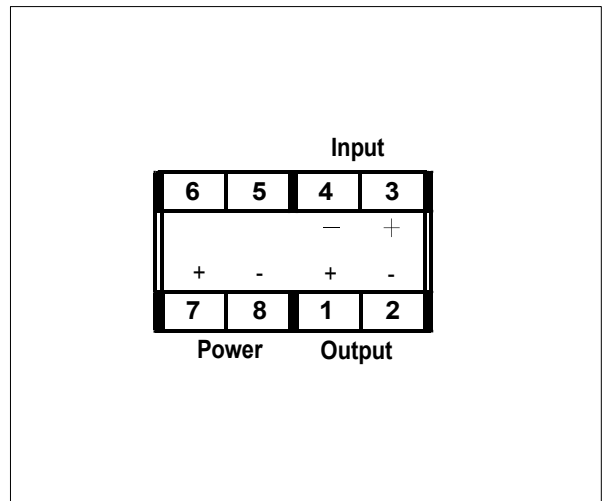 Input
6 5 4 3
— +
+ - + -
7 8 1 2
Power Output